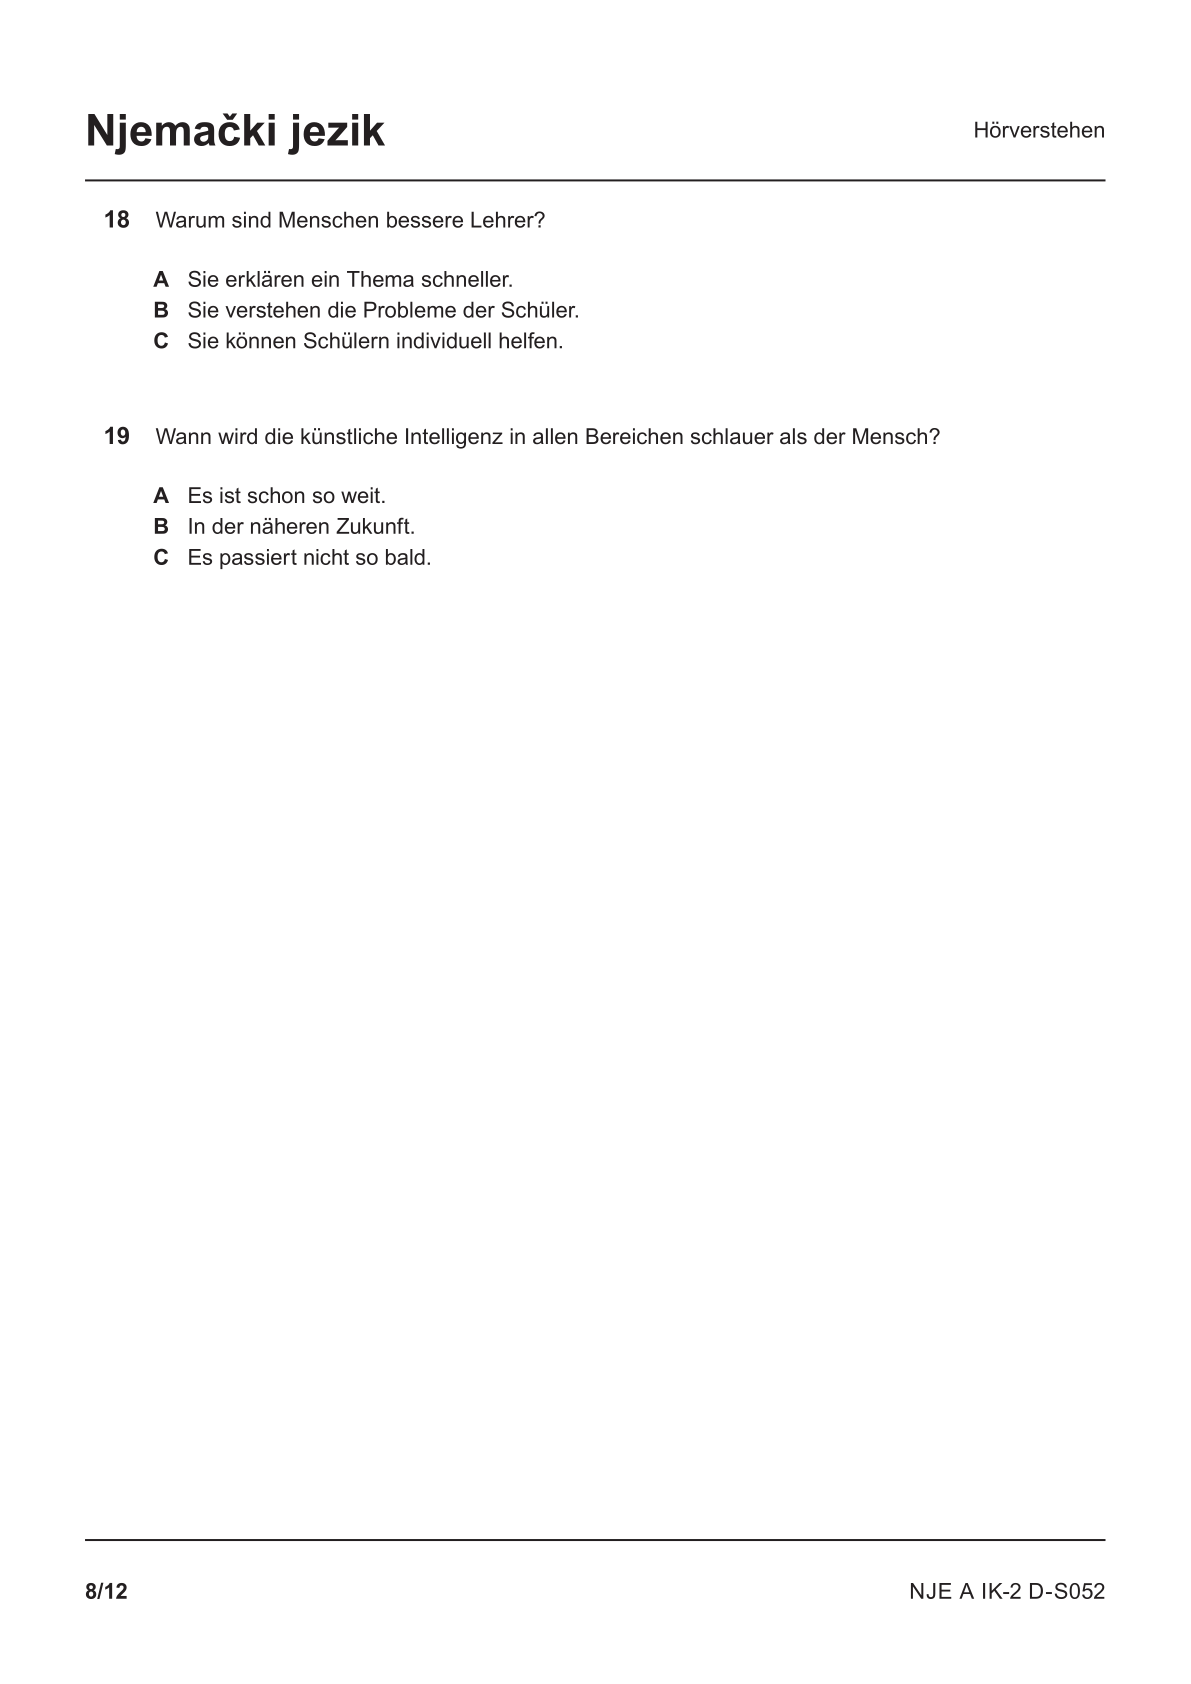 Njemački jezik
Hörverstehen
18 Warum sind Menschen bessere Lehrer?
A Sie erklären ein Thema schneller.
B Sie verstehen die Probleme der Schüler.
C Sie können Schülern individuell helfen.
19 Wann wird die künstliche Intelligenz in allen Bereichen schlauer als der Mensch?
A Es ist schon so weit.
B In der näheren Zukunft.
C Es passiert nicht so bald.
8/12
NJE A IK-2 D-S052